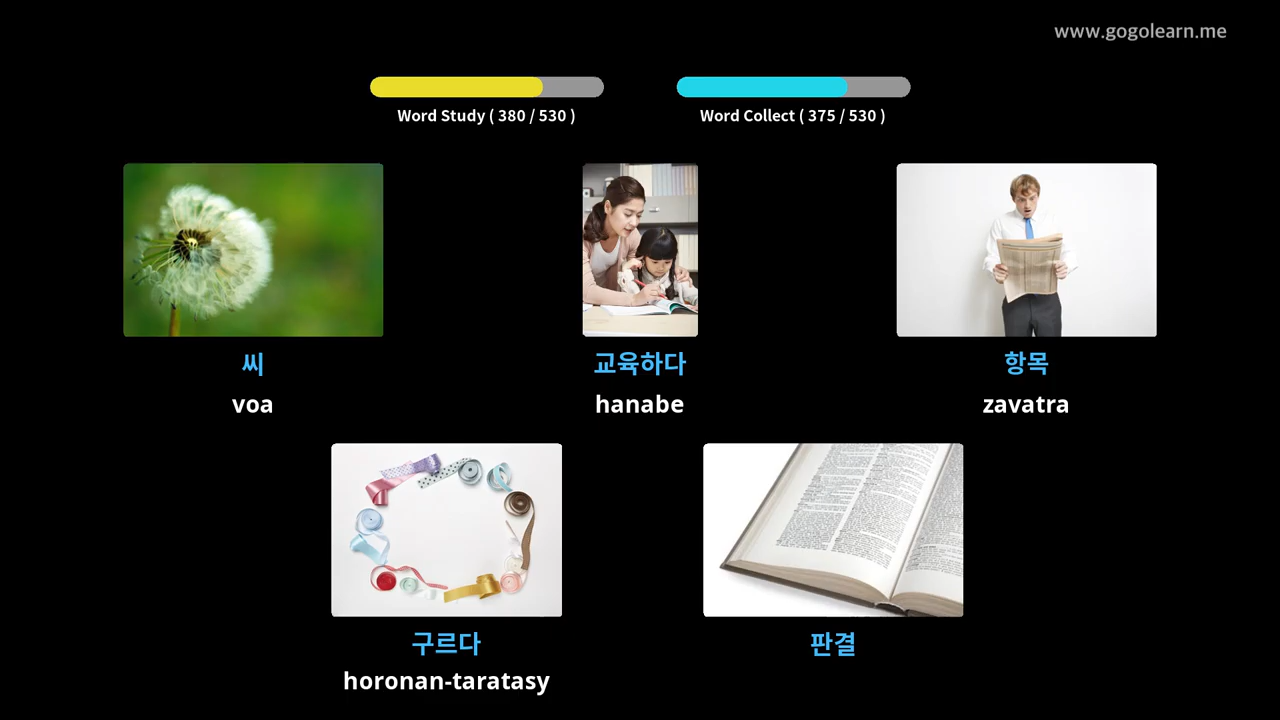 www.gogolearn.me
Word Study ( 380 / 530 )
Word Collect ( 375 / 530 )
씨
voa
교육하다
hanabe
항목
zavatra
구르다
horonan-taratasy
판결